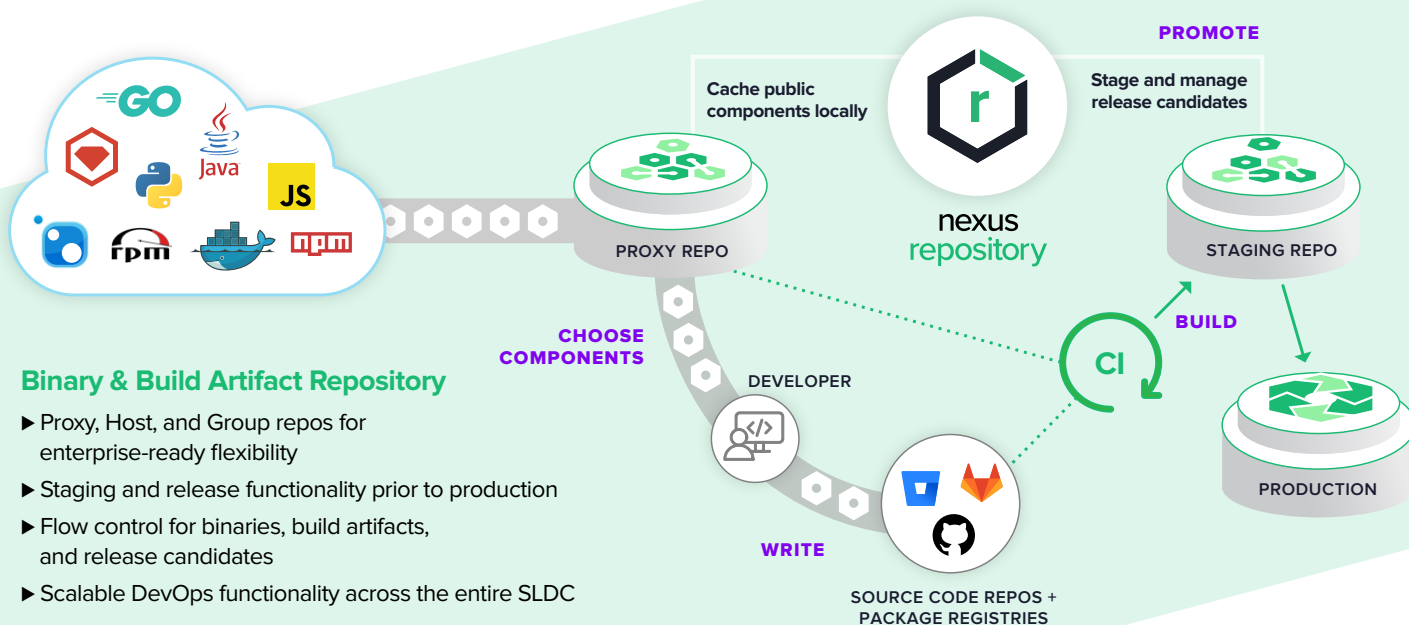 PROMOTE
GO
Java
JS
rpm
npm
Cache public
components locally
r
Stage and manage
release candidates
nexus
repository
PROXY REPO
STAGING REPO
CHOOSE
COMPONENTS
BUILD
CI
DEVELOPER
</>
PRODUCTION
WRITE
SOURCE CODE REPOS +
PACKAGE REGISTRIES
Binary & Build Artifact Repository
▶ Proxy, Host, and Group repos for
enterprise-ready flexibility
▶ Staging and release functionality prior to production
▶ Flow control for binaries, build artifacts,
and release candidates
▶ Scalable DevOps functionality across the entire SLDC